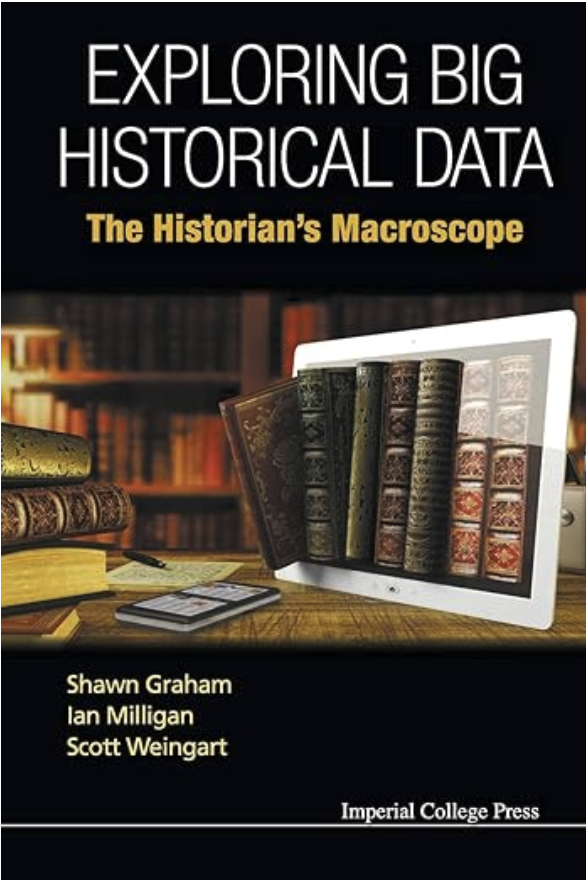 EXPLORING BIG
HISTORICAL DATA
The Historian's Macroscope
Shawn Graham
Ian Milligan
Scott Weingart
Imperial College Press